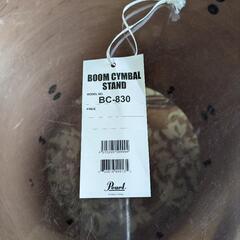 BOOM CYMBAL
STAND
MODEL NO.
BC-830
PRICE
Pearl